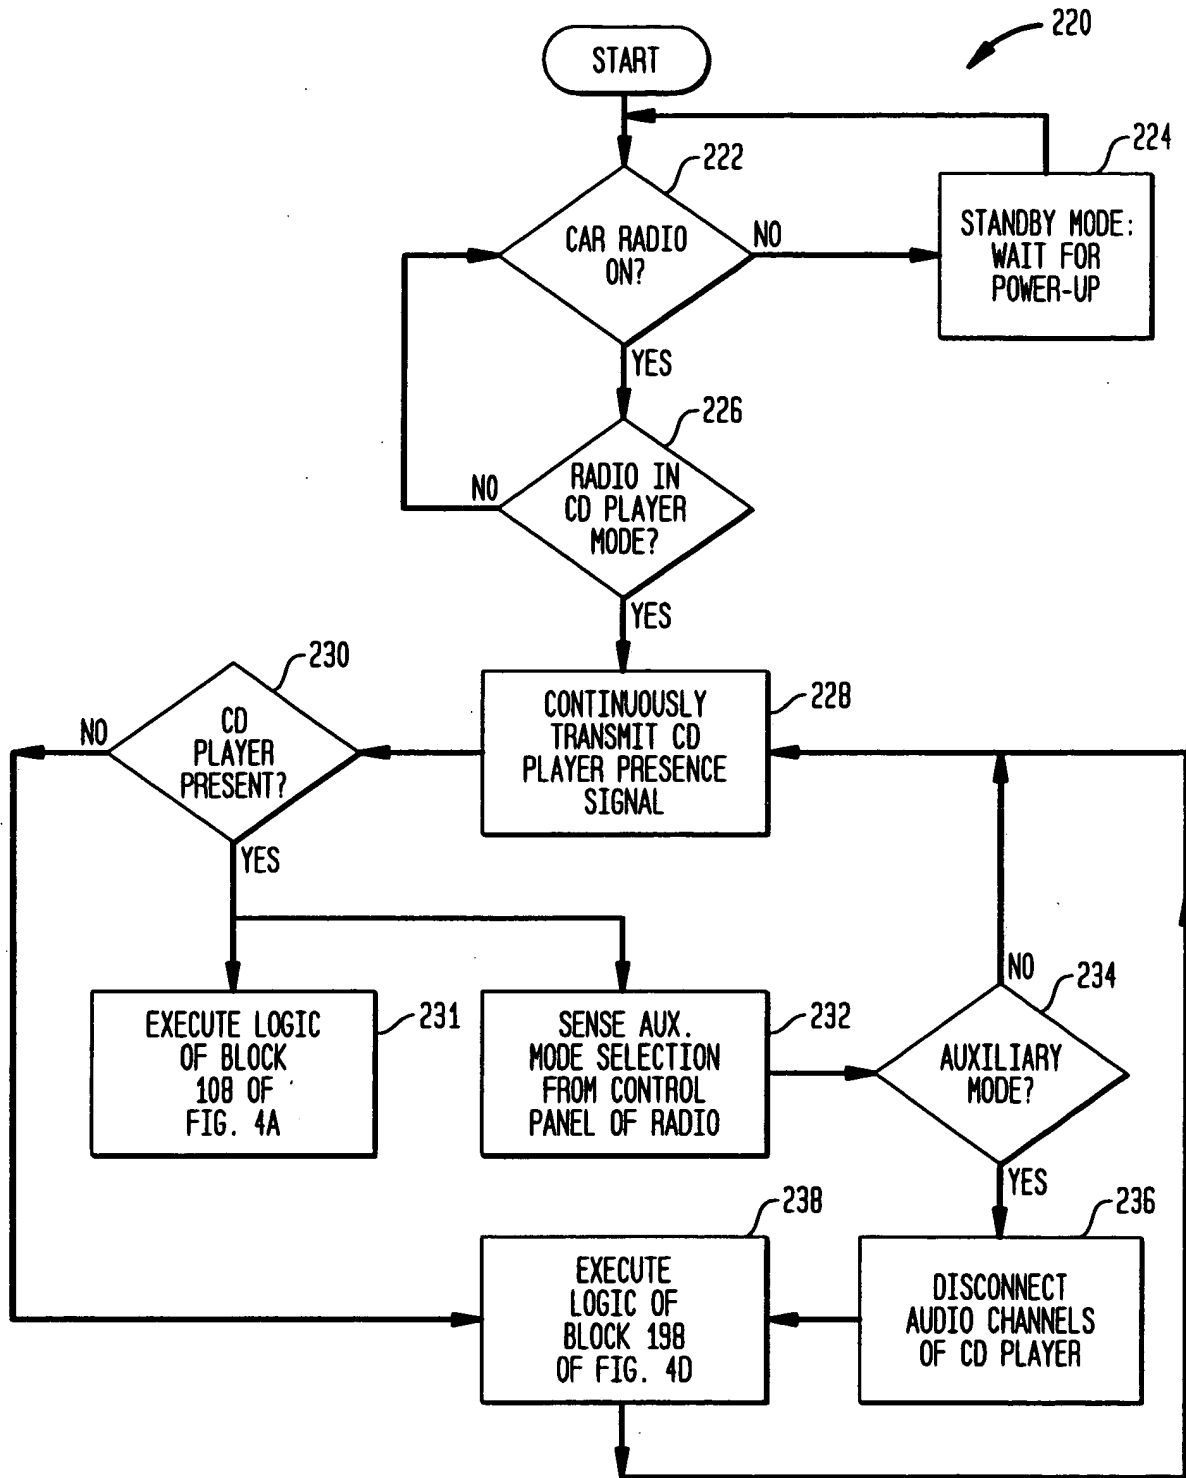 220
START
224
222
CAR RADIO
ON?
NO
STANDBY MODE:
WAIT FOR
POWER-UP
YES
226
RADIO IN
CD PLAYER
MODE?
NO
YES
230
228
CD
PLAYER
PRESENT?
NO
CONTINUOUSLY
TRANSMIT CD
PLAYER PRESENCE
SIGNAL
YES
NO
234
231
EXECUTE LOGIC
OF BLOCK
108 OF
FIG. 4A
232
SENSE AUX.
MODE SELECTION
FROM CONTROL
PANEL OF RADIO
AUXILIARY
MODE?
YES
238
236
EXECUTE
LOGIC OF
BLOCK 198
OF FIG. 4D
DISCONNECT
AUDIO CHANNELS
OF CD PLAYER